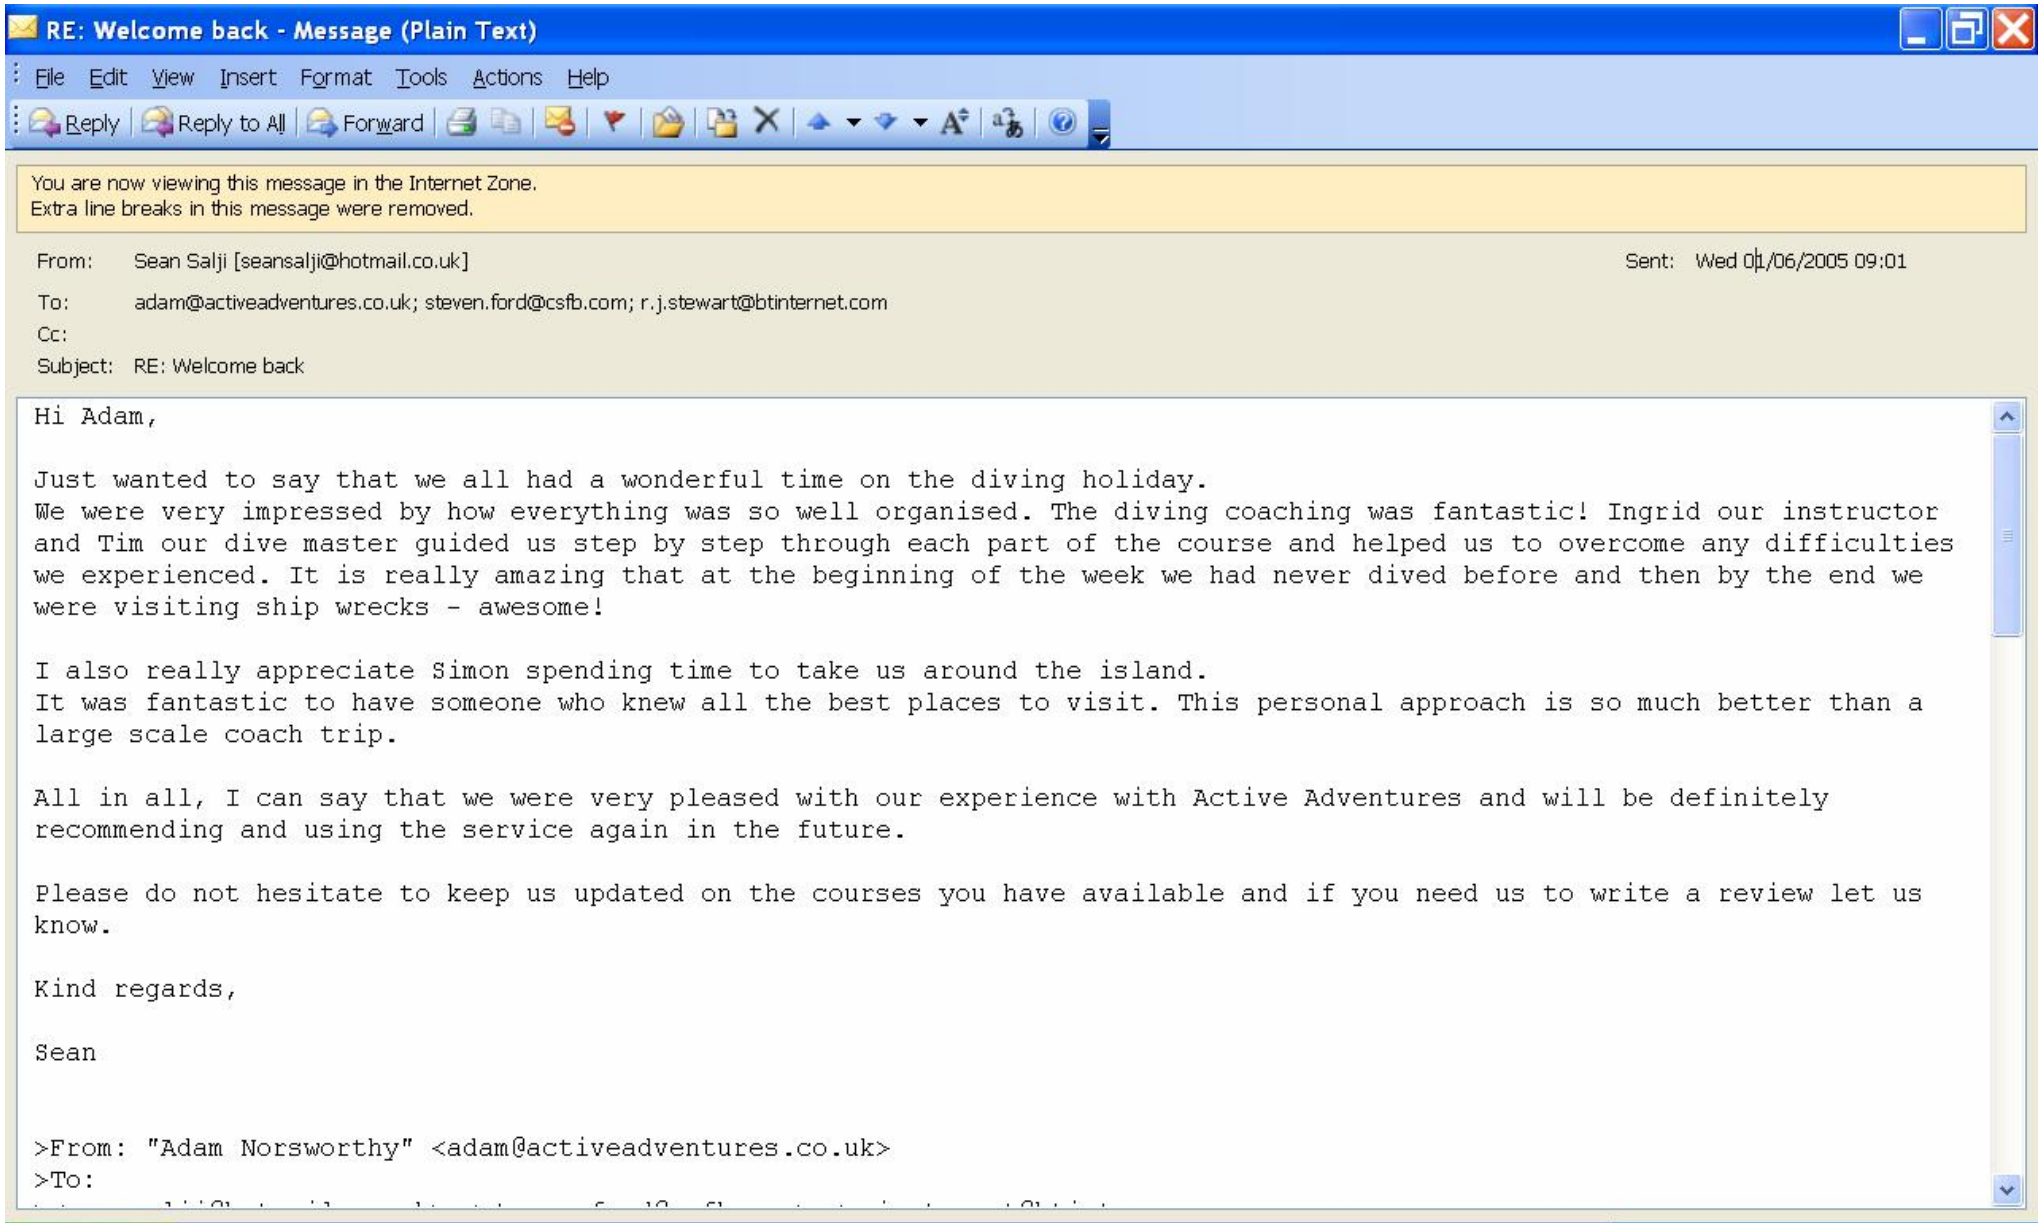 RE: Welcome back - Message (Plain Text)
File Edit View Insert Format Tools Actions Help
Reply Reply to All Forward
You are now viewing this message in the Internet Zone.
Extra line breaks in this message were removed.
From: Sean Salji [seansalji@hotmail.co.uk] Sent: Wed 01/06/2005 09:01
To: adam@activeadventures.co.uk; steven.ford@csfb.com; r.j.stewart@btinternet.com
Cc:
Subject: RE: Welcome back
Hi Adam,
Just wanted to say that we all had a wonderful time on the diving holiday.
We were very impressed by how everything was so well organised. The diving coaching was fantastic! Ingrid our instructor
and Tim our dive master guided us step by step through each part of the course and helped us to overcome any difficulties
we experienced. It is really amazing that at the beginning of the week we had never dived before and then by the end we
were visiting ship wrecks - awesome!
I also really appreciate Simon spending time to take us around the island.
It was fantastic to have someone who knew all the best places to visit. This personal approach is so much better than a
large scale coach trip.
All in all, I can say that we were very pleased with our experience with Active Adventures and will be definitely
recommending and using the service again in the future.
Please do not hesitate to keep us updated on the courses you have available and if you need us to write a review let us
know.
Kind regards,
Sean
>From: "Adam Norsworthy" <adam@activeadventures.co.uk>
>To: